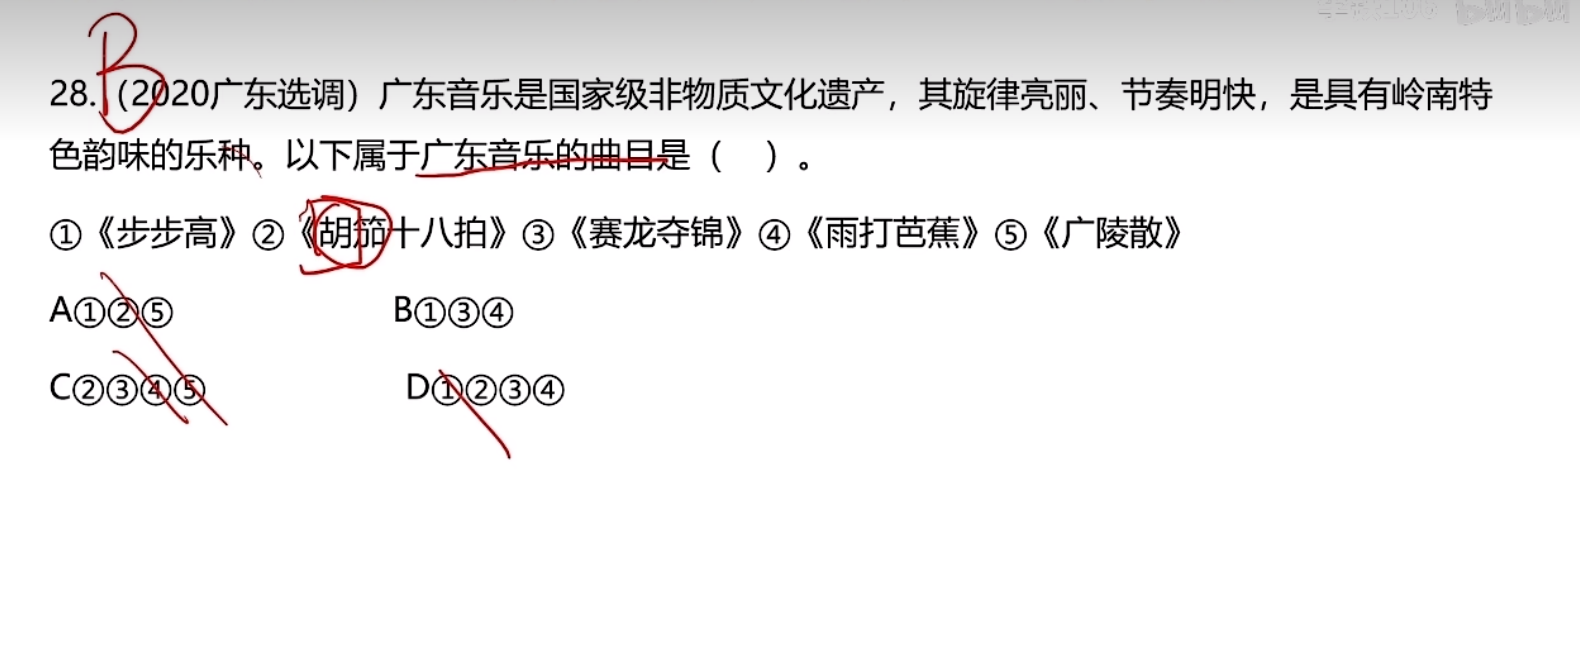 B
28.（2020广东选调）广东音乐是国家级非物质文化遗产，其旋律亮丽、节奏明快，是具有岭南特
色韵味的乐种。以下属于广东音乐的曲目是（　）。
①《步步高》②《胡笳十八拍》③《赛龙夺锦》④《雨打芭蕉》⑤《广陵散》
A①②⑤ B①③④
C②③④⑤ D①②③④